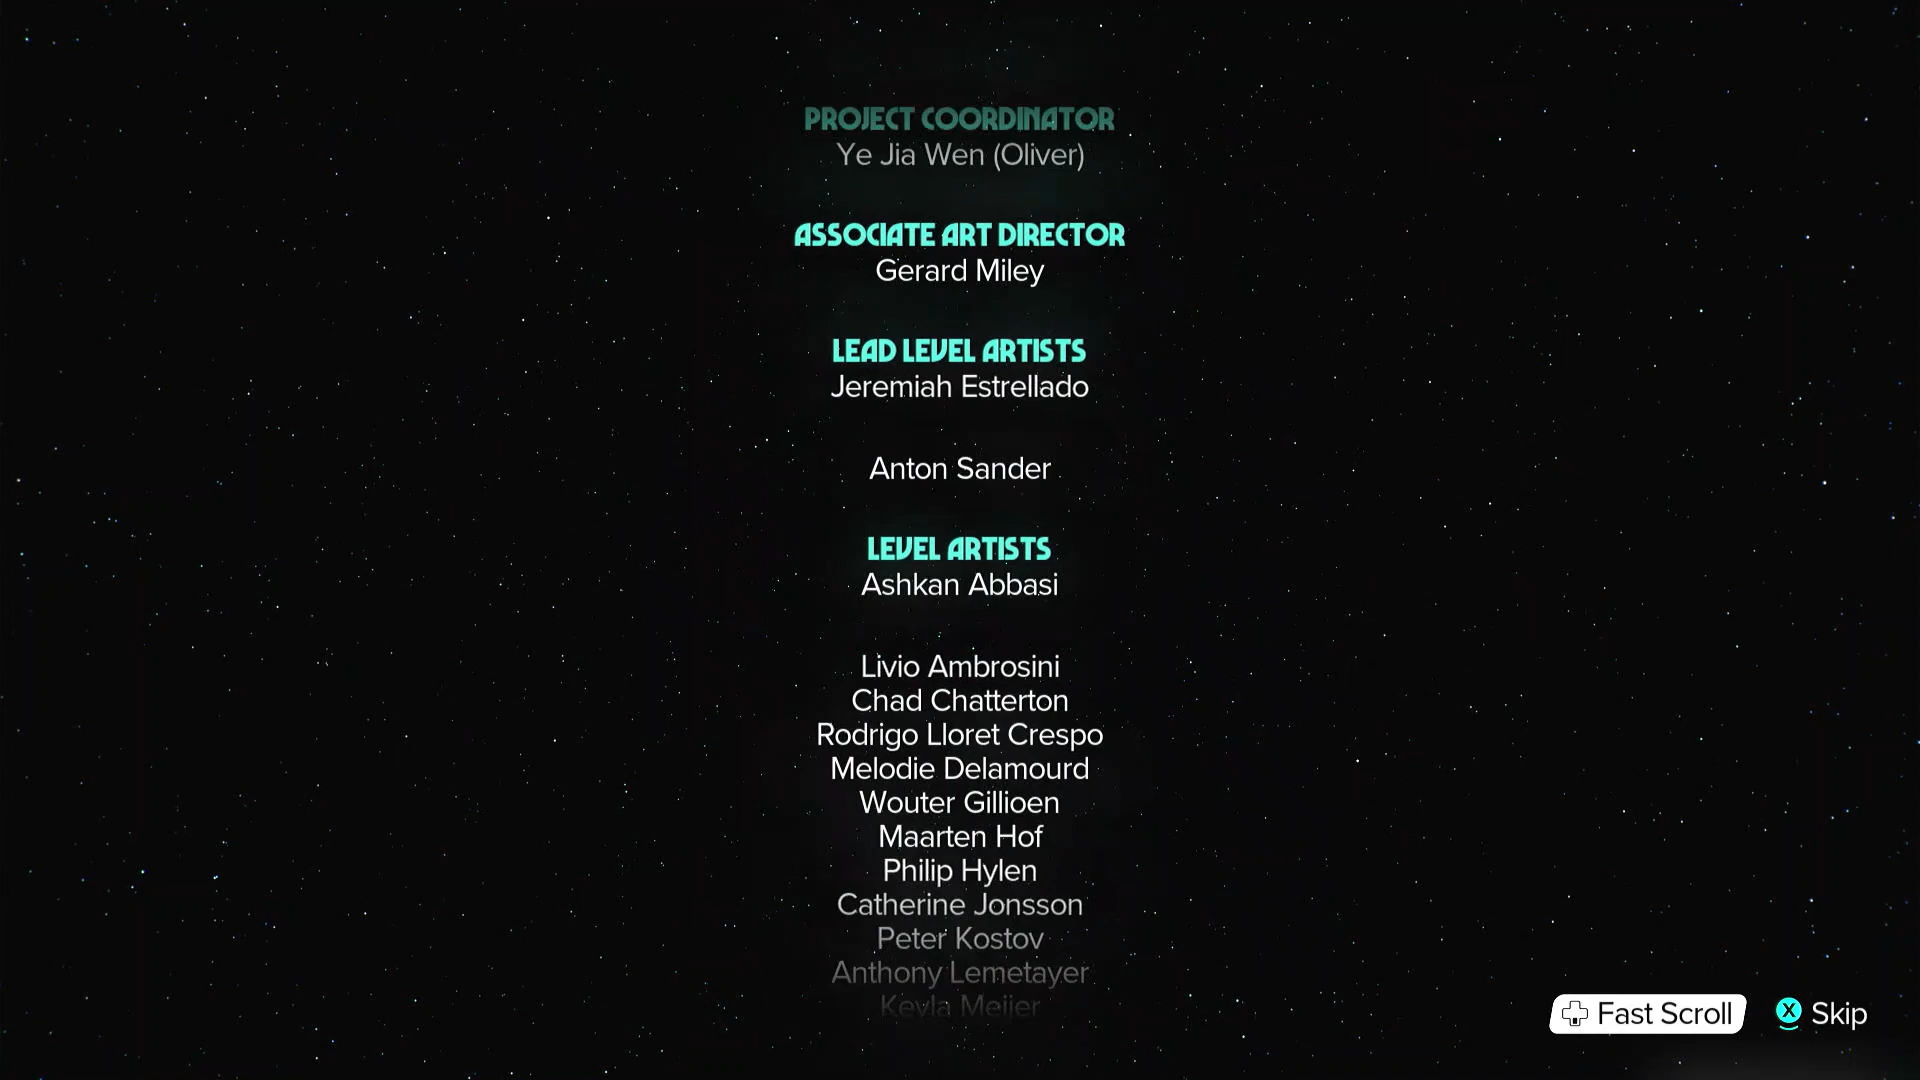 PROJECT COORDINATOR
Ye Jia Wen (Oliver)
ASSOCIATE ART DIRECTOR
Gerard Miley
LEAD LEVEL ARTISTS
Jeremiah Estrellado
Anton Sander
LEVEL ARTISTS
Ashkan Abbasi
Livio Ambrosini
Chad Chatterton
Rodrigo Lloret Crespo
Melodie Delamourd
Wouter Gillioen
Maarten Hof
Philip Hylen
Catherine Jonsson
Peter Kostov
Anthony Lemetayer
Keyla Meijer
Fast Scroll
X Skip